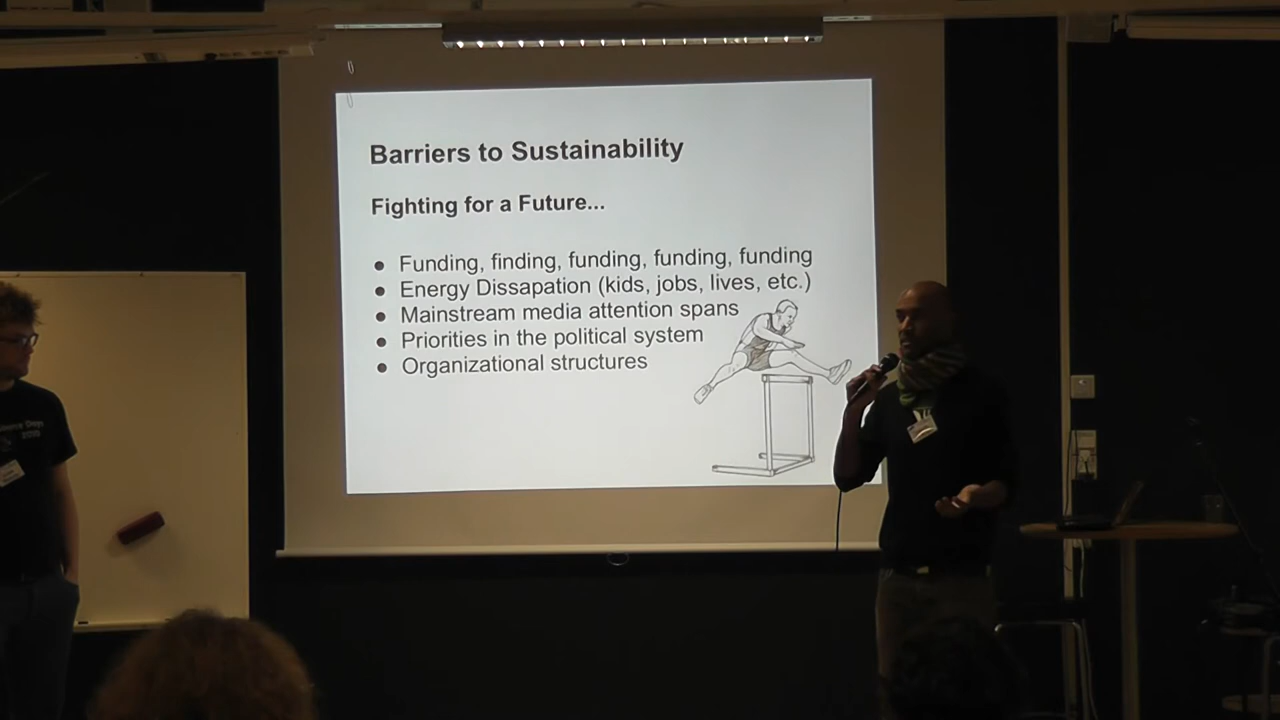 Barriers to Sustainability
Fighting for a Future...
● Funding, finding, funding, funding, funding
● Energy Dissapation (kids, jobs, lives, etc.)
● Mainstream media attention spans
● Priorities in the political system
● Organizational structures